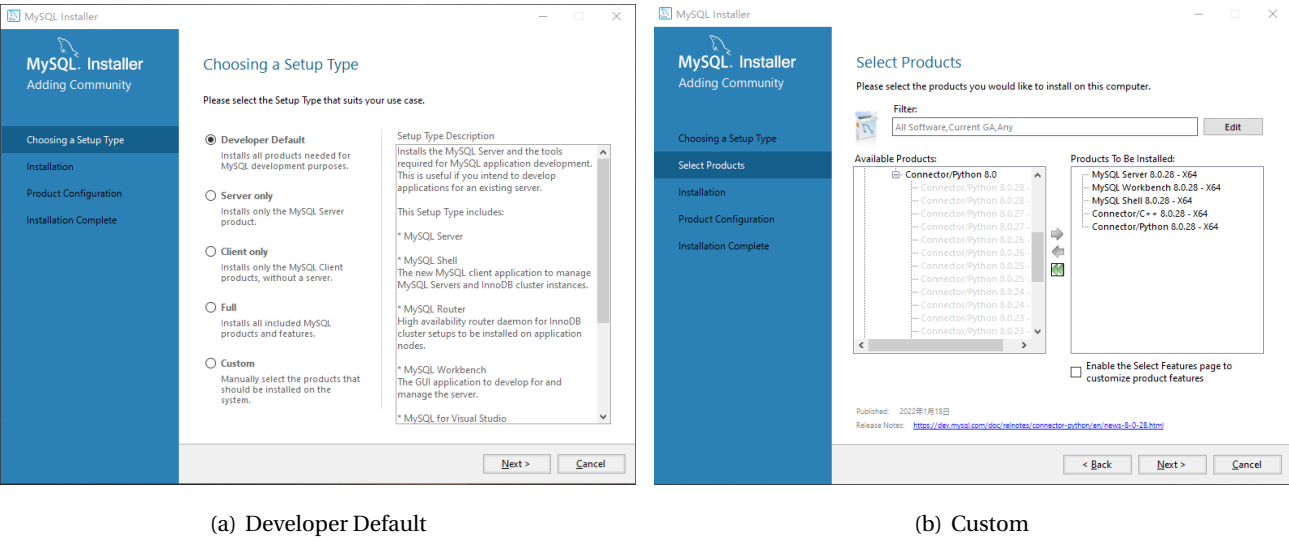 MySQL Installer
MySQL. Installer
Adding Community
Choosing a Setup Type
Installation
Product Configuration
Installation Complete
Choosing a Setup Type
Please select the Setup Type that suits your use case.
Developer Default
Installs all products needed for
MySQL development purposes.
Server only
Installs only the MySQL Server
product.
Client only
Installs only the MySQL Client
products, without a server.
Full
Installs all included MySQL
products and features.
Custom
Manually select the products that
should be installed on the
system.
Setup Type Description
Installs the MySQL Server and the tools
required for MySQL application development.
This is useful if you intend to develop
applications for an existing server.
This Setup Type includes:
* MySQL Server
* MySQL Shell
The new MySQL client application to manage
MySQL Servers and InnoDB cluster instances.
* MySQL Router
High availability router daemon for InnoDB
cluster setups to be installed on application
nodes.
* MySQL Workbench
The GUI application to develop for and
manage the server.
* MySQL for Visual Studio
Next >
Cancel
(a) Developer Default
MySQL Installer
MySQL. Installer
Adding Community
Choosing a Setup Type
Select Products
Installation
Product Configuration
Installation Complete
Select Products
Please select the products you would like to install on this computer.
Filter:
All Software,Current GA,Any
Edit
Available Products:
Connector/Python 8.0
Connector/Python 8.0.28 -
Connector/Python 8.0.28 -
Connector/Python 8.0.27 -
Connector/Python 8.0.27 -
Connector/Python 8.0.26 -
Connector/Python 8.0.26 -
Connector/Python 8.0.25 -
Connector/Python 8.0.25 -
Connector/Python 8.0.24 -
Connector/Python 8.0.24 -
Connector/Python 8.0.23 -
Connector/Python 8.0.23 -
Products To Be Installed:
MySQL Server 8.0.28 - X64
MySQL Workbench 8.0.28 - X64
MySQL Shell 8.0.28 - X64
Connector/C++ 8.0.28 - X64
Connector/Python 8.0.28 - X64
Enable the Select Features page to
customize product features
Published: 2022年1月18日
Release Notes: https://dev.mysql.com/doc/relnotes/connector-python/en/news-8-0-28.html
< Back
Next >
Cancel
(b) Custom